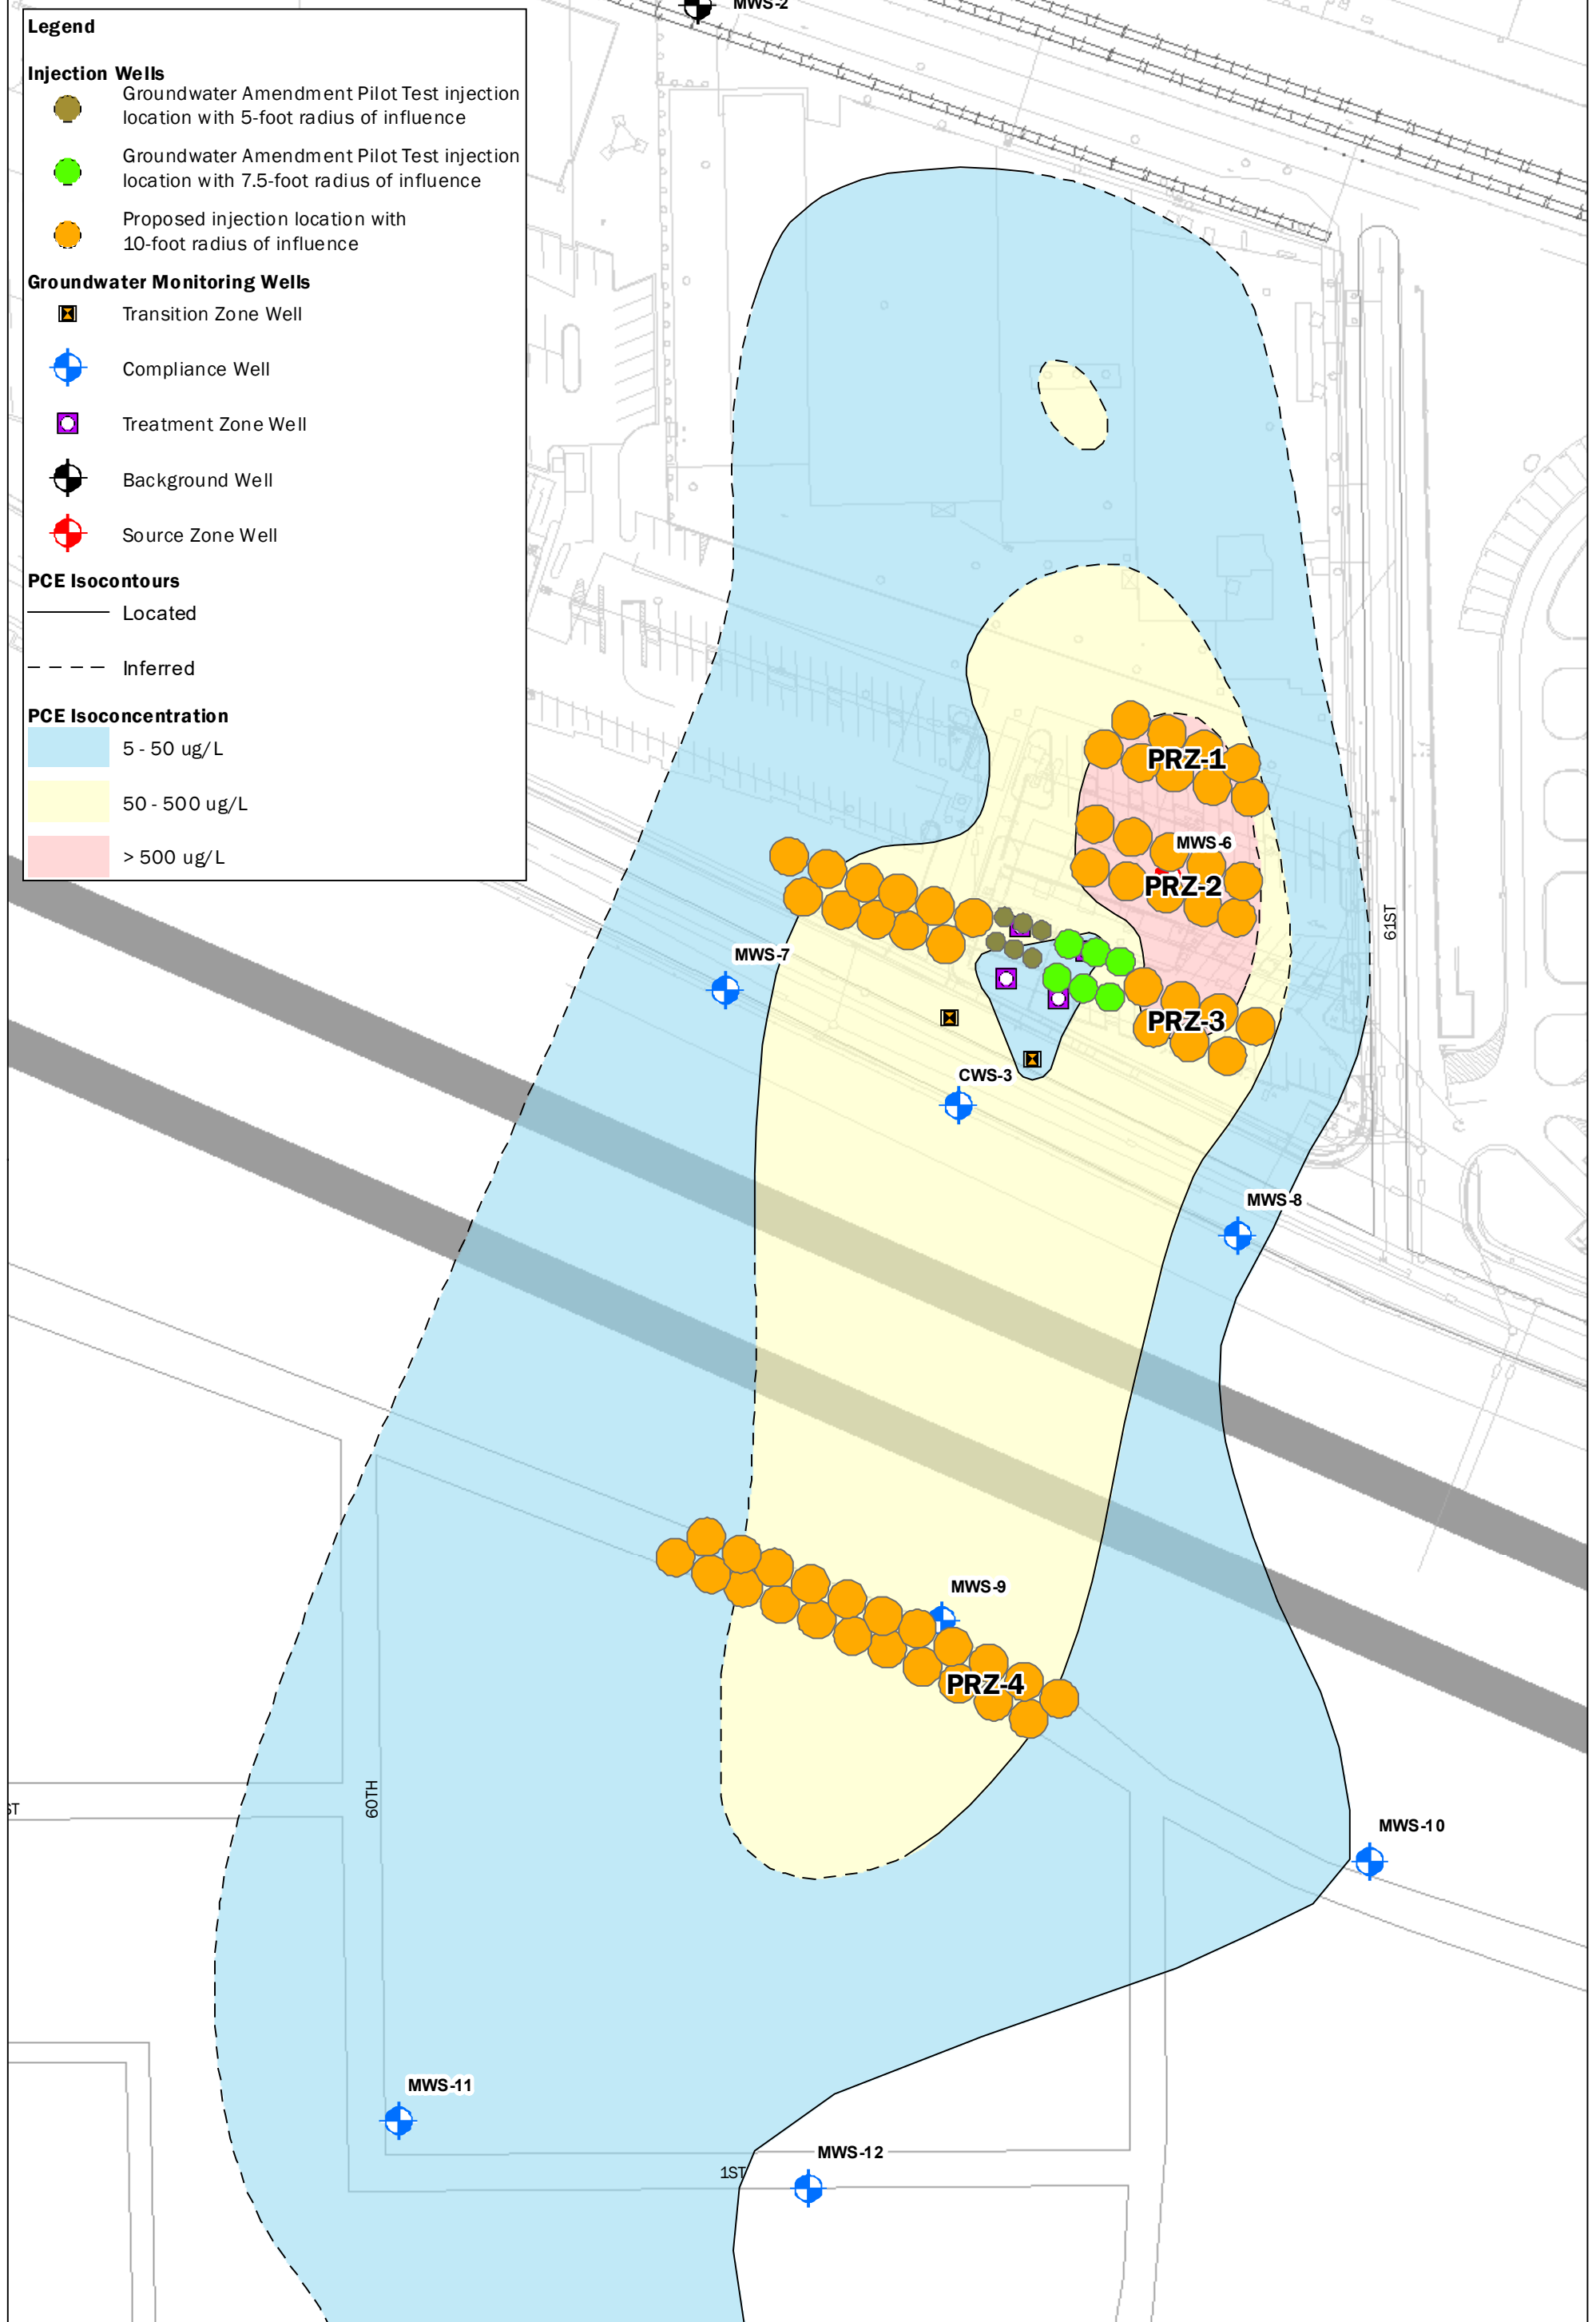 MWS-2
Legend
Injection Wells
Groundwater Amendment Pilot Test injection
location with 5-foot radius of influence
Groundwater Amendment Pilot Test injection
location with 7.5-foot radius of influence
Proposed injection location with
10-foot radius of influence
Groundwater Monitoring Wells
Transition Zone Well
Compliance Well
Treatment Zone Well
Background Well
Source Zone Well
PCE Isocontours
Located
Inferred
PCE Isoconcentration
5 - 50 ug/L
50 - 500 ug/L
> 500 ug/L
PRZ-1
MWS-6
PRZ-2
61ST
MWS-7
PRZ-3
CWS-3
MWS-8
MWS-9
PRZ-4
60TH
ST
MWS-10
MWS-11
MWS-12
1ST